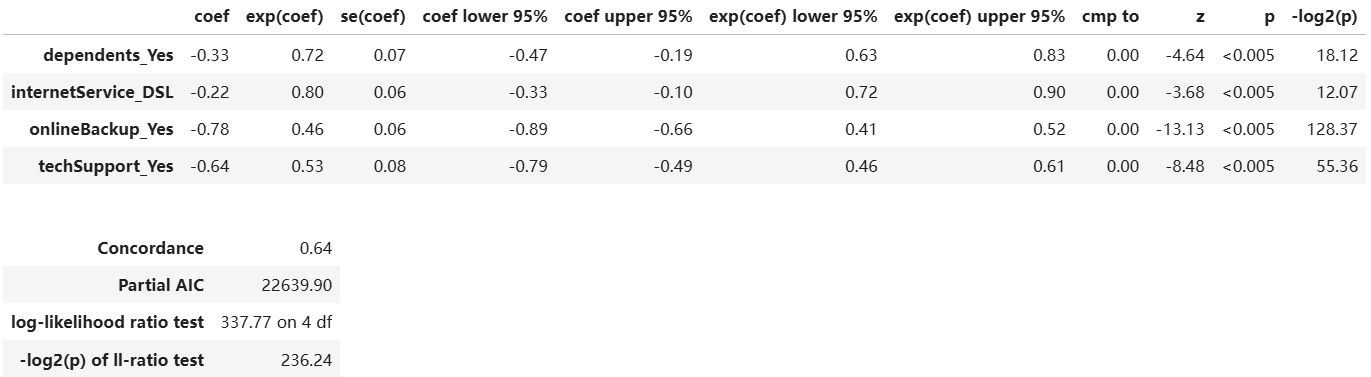 coef exp(coef) se(coef) coef lower 95% coef upper 95% exp(coef) lower 95% exp(coef) upper 95% cmp to z p -log2(p)
dependents_Yes -0.33 0.72 0.07 -0.47 -0.19 0.63 0.83 0.00 -4.64 <0.005 18.12
internetService_DSL -0.22 0.80 0.06 -0.33 -0.10 0.72 0.90 0.00 -3.68 <0.005 12.07
onlineBackup_Yes -0.78 0.46 0.06 -0.89 -0.66 0.41 0.52 0.00 -13.13 <0.005 128.37
techSupport_Yes -0.64 0.53 0.08 -0.79 -0.49 0.46 0.61 0.00 -8.48 <0.005 55.36
Concordance 0.64
Partial AIC 22639.90
log-likelihood ratio test 337.77 on 4 df
-log2(p) of ll-ratio test 236.24